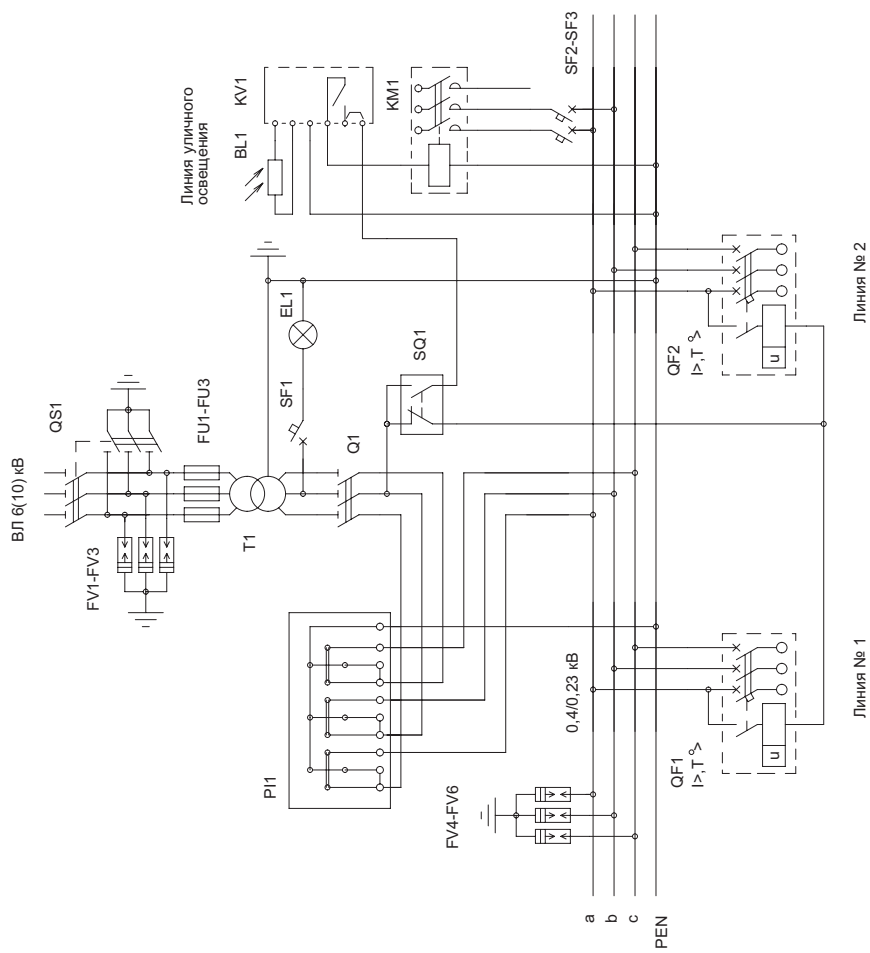 ВЛ 6(10) кВ
QS1
FV1-FV3
FU1-FU3
T1
SF1
EL1
Q1
SQ1
Линия уличного
освещения
BL1
KV1
KM1
SF2-SF3
PI1
FV4-FV6
0,4/0,23 кВ
a
b
c
PEN
QF1
I>,T°>
u
Линия № 1
QF2
I>,T°>
u
Линия № 2